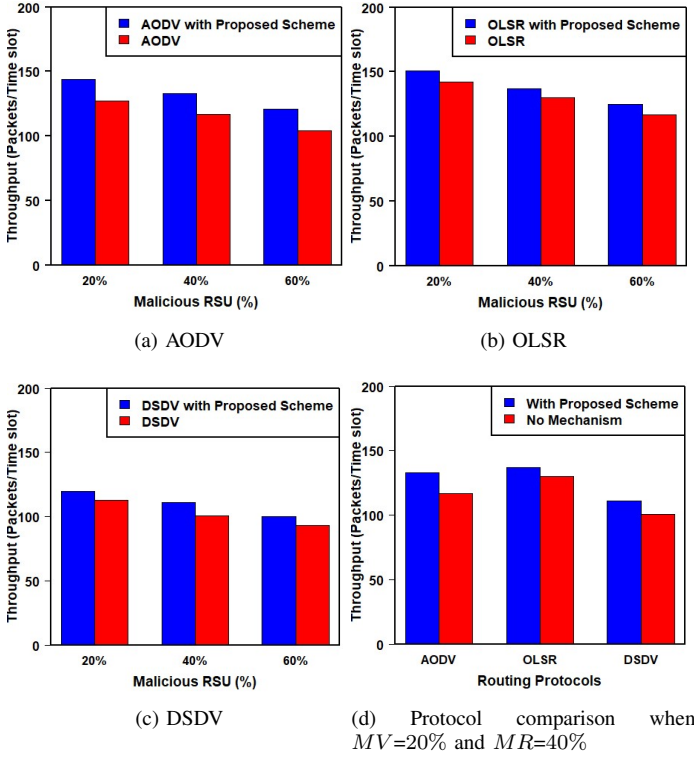 200
150
100
50
0
Throughput (Packets/Time slot)
AODV with Proposed Scheme
AODV
20%
40%
60%
Malicious RSU (%)
(a) AODV
200
150
100
50
0
Throughput (Packets/Time slot)
OLSR with Proposed Scheme
OLSR
20%
40%
60%
Malicious RSU (%)
(b) OLSR
200
150
100
50
0
Throughput (Packets/Time slot)
DSDV with Proposed Scheme
DSDV
20%
40%
60%
Malicious RSU (%)
(c) DSDV
200
150
100
50
0
Throughput (Packets/Time slot)
With Proposed Scheme
No Mechanism
AODV
OLSR
DSDV
Routing Protocols
(d) Protocol comparison when
MV=20% and MR=40%